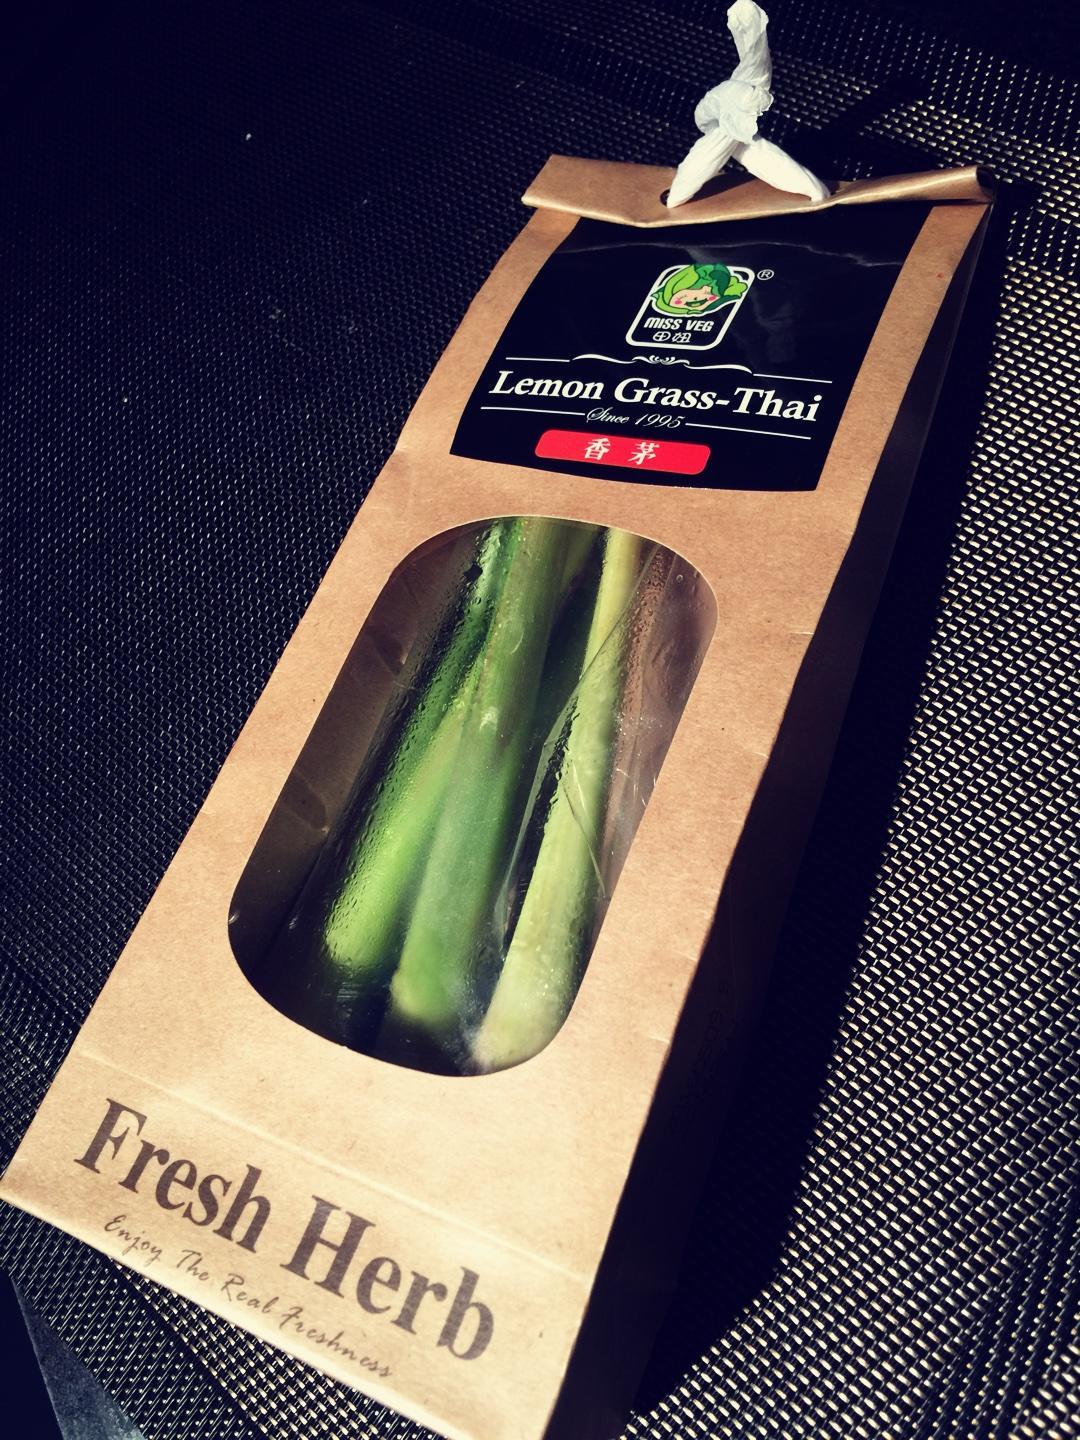 ®
MISS VEG
田妞
Lemon Grass-Thai
Since 1995
香茅
Fresh Herb
Enjoy The Real Freshness